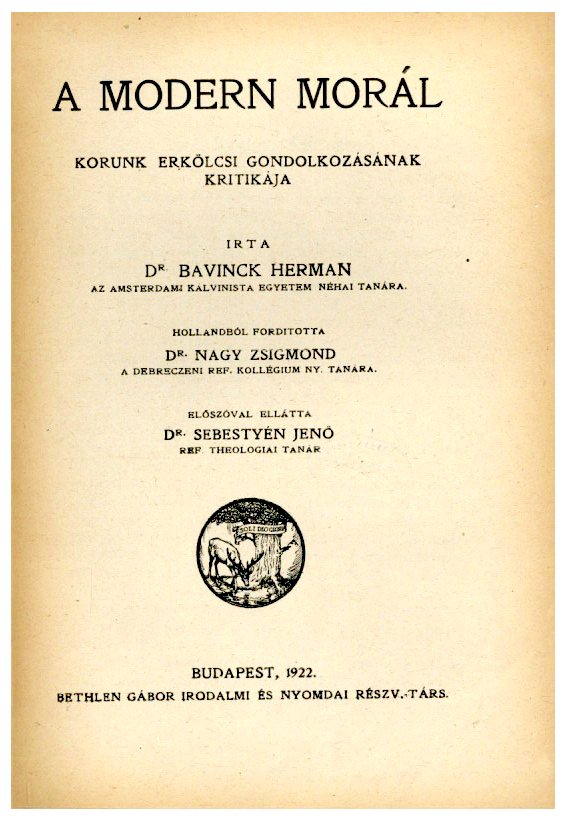 A MODERN MORÁL
KORUNK ERKÖLCSI GONDOLKOZÁSÁNAK
KRITIKÁJA
IRTA
DR. BAVINCK HERMAN
AZ AMSTERDAMI KALVINISTA EGYETEM NÉHAI TANÁRA.
HOLLANDBÓL FORDITOTTA
DR. NAGY ZSIGMOND
A DEBRECZENI REF. KOLLÉGIUM NY. TANÁRA.
ELŐSZÓVAL ELLÁTTA
DR. SEBESTYÉN JENŐ
REF. THEOLOGIAI TANÁR
SOLI DEO GLORIA
BUDAPEST, 1922.
BETHLEN GÁBOR IRODALMI ÉS NYOMDAI RÉSZV.-TÁRS.